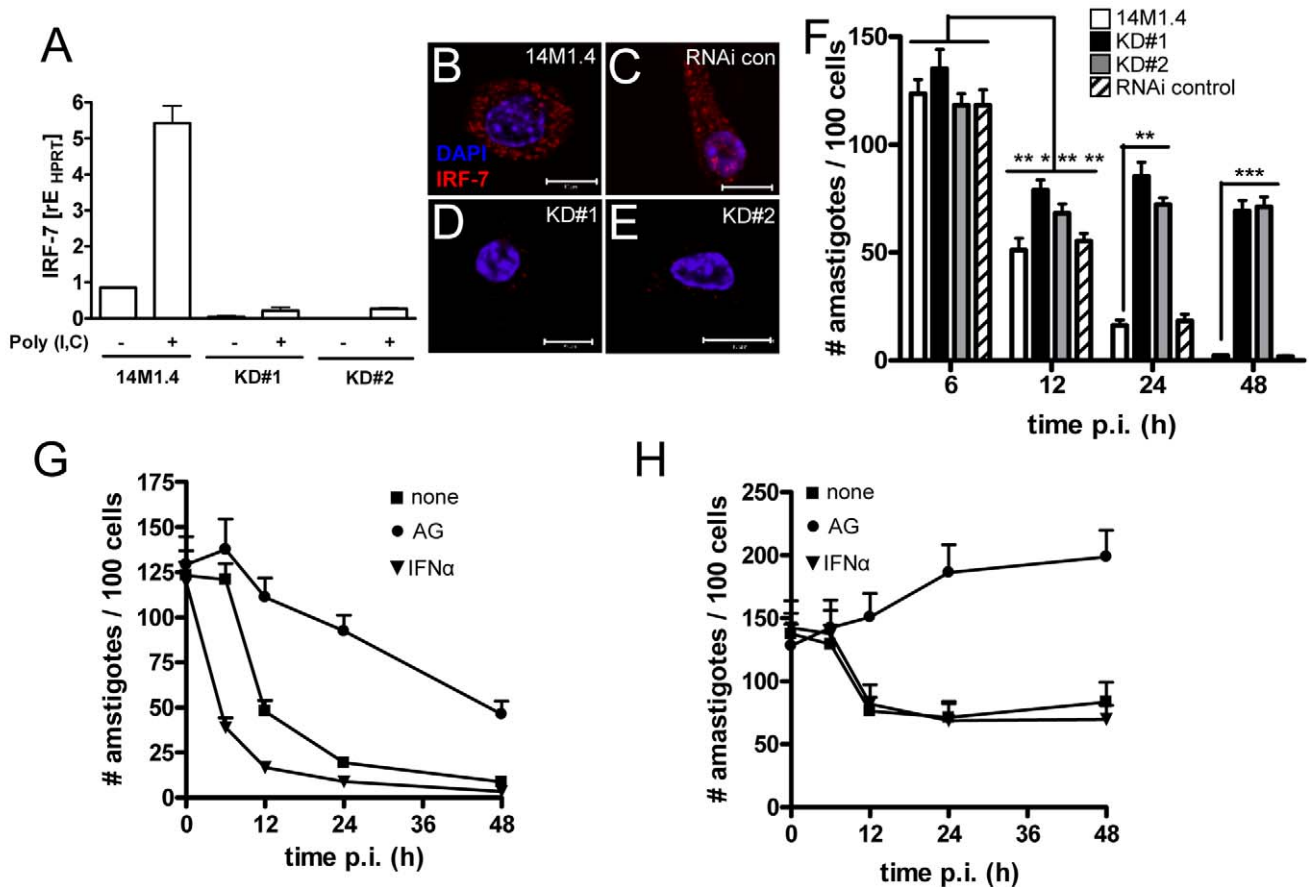 A
IRF-7 [rE HPRT]
6
5
4
3
2
1
0
Poly (I,C)
- + - + - +
14M1.4 KD#1 KD#2
B
14M1.4
DAPI
IRF-7
C
RNAi con
D
KD#1
E
KD#2
F
14M1.4
KD#1
KD#2
RNAi control
# amastigotes / 100 cells
150
100
50
0
** * ** **
**
***
6 12 24 48
time p.i. (h)
G
# amstigotes / 100 cells
175
150
125
100
75
50
25
0
none
AG
IFNα
0 12 24 36 48
time p.i. (h)
H
# amastigotes / 100 cells
250
200
150
100
50
0
none
AG
IFNα
0 12 24 36 48
time p.i. (h)